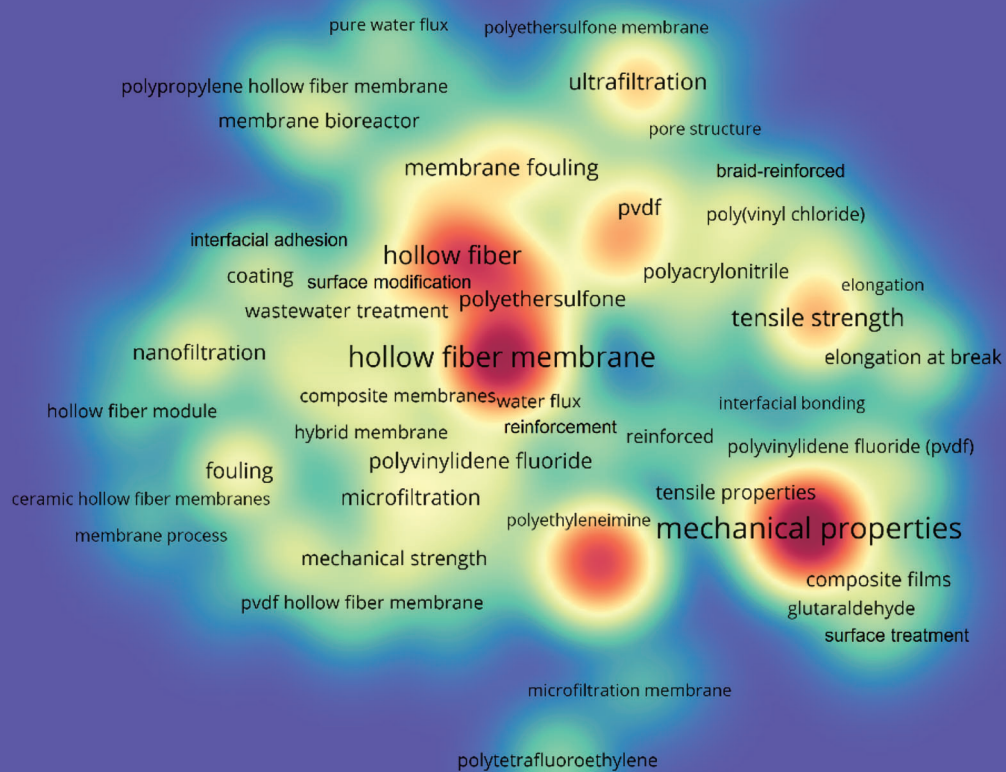 pure water flux
polyethersulfone membrane
polypropylene hollow fiber membrane
ultrafiltration
membrane bioreactor
pore structure
membrane fouling
braid-reinforced
pvdf
poly(vinyl chloride)
interfacial adhesion
hollow fiber
coating
surface modification
polyacrylonitrile
elongation
wastewater treatment
polyethersulfone
tensile strength
nanofiltration
hollow fiber membrane
elongation at break
composite membranes
water flux
interfacial bonding
hollow fiber module
reinforcement
hybrid membrane
reinforced
polyvinylidene fluoride (pvdf)
polyvinylidene fluoride
fouling
tensile properties
ceramic hollow fiber membranes
microfiltration
polyethyleneimine
mechanical properties
membrane process
mechanical strength
composite films
pvdf hollow fiber membrane
glutaraldehyde
surface treatment
microfiltration membrane
polytetrafluoroethylene